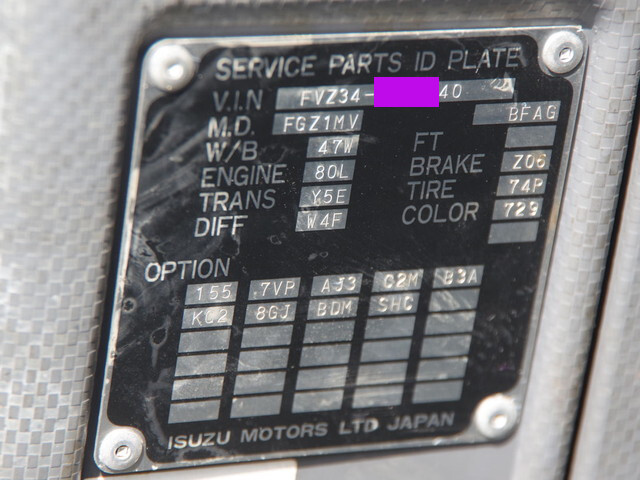 SERVICE PARTS ID PLATE
V.I.N FVZ34- 40
M.D. FGZ1MV BFAG
W/B 47W FT
ENGINE 80L BRAKE Z06
TRANS Y5E TIRE 74P
DIFF W4F COLOR 729
OPTION
155 7VP AJ3 C2M B3A
KC2 8GJ BDM SHC
ISUZU MOTORS LTD JAPAN